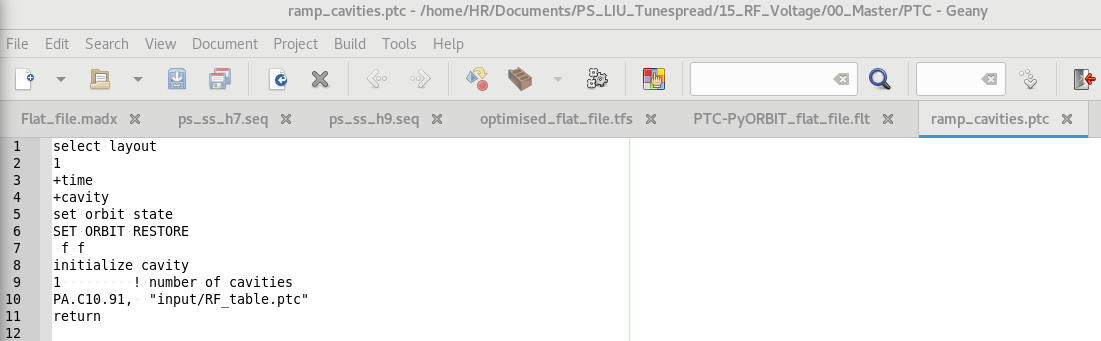 ramp_cavities.ptc - /home/HR/Documents/PS_LIU_Tunespread/15_RF_Voltage/00_Master/PTC - Geany
File Edit Search View Document Project Build Tools Help
Flat_file.madx ps_ss_h7.seq ps_ss_h9.seq optimised_flat_file.tfs PTC-PyORBIT_flat_file.flt ramp_cavities.ptc
1 select layout
2 1
3 +time
4 +cavity
5 set orbit state
6 SET ORBIT RESTORE
7  f f
8 initialize cavity
9 1         ! number of cavities
10 PA.C10.91,  "input/RF_table.ptc"
11 return
12